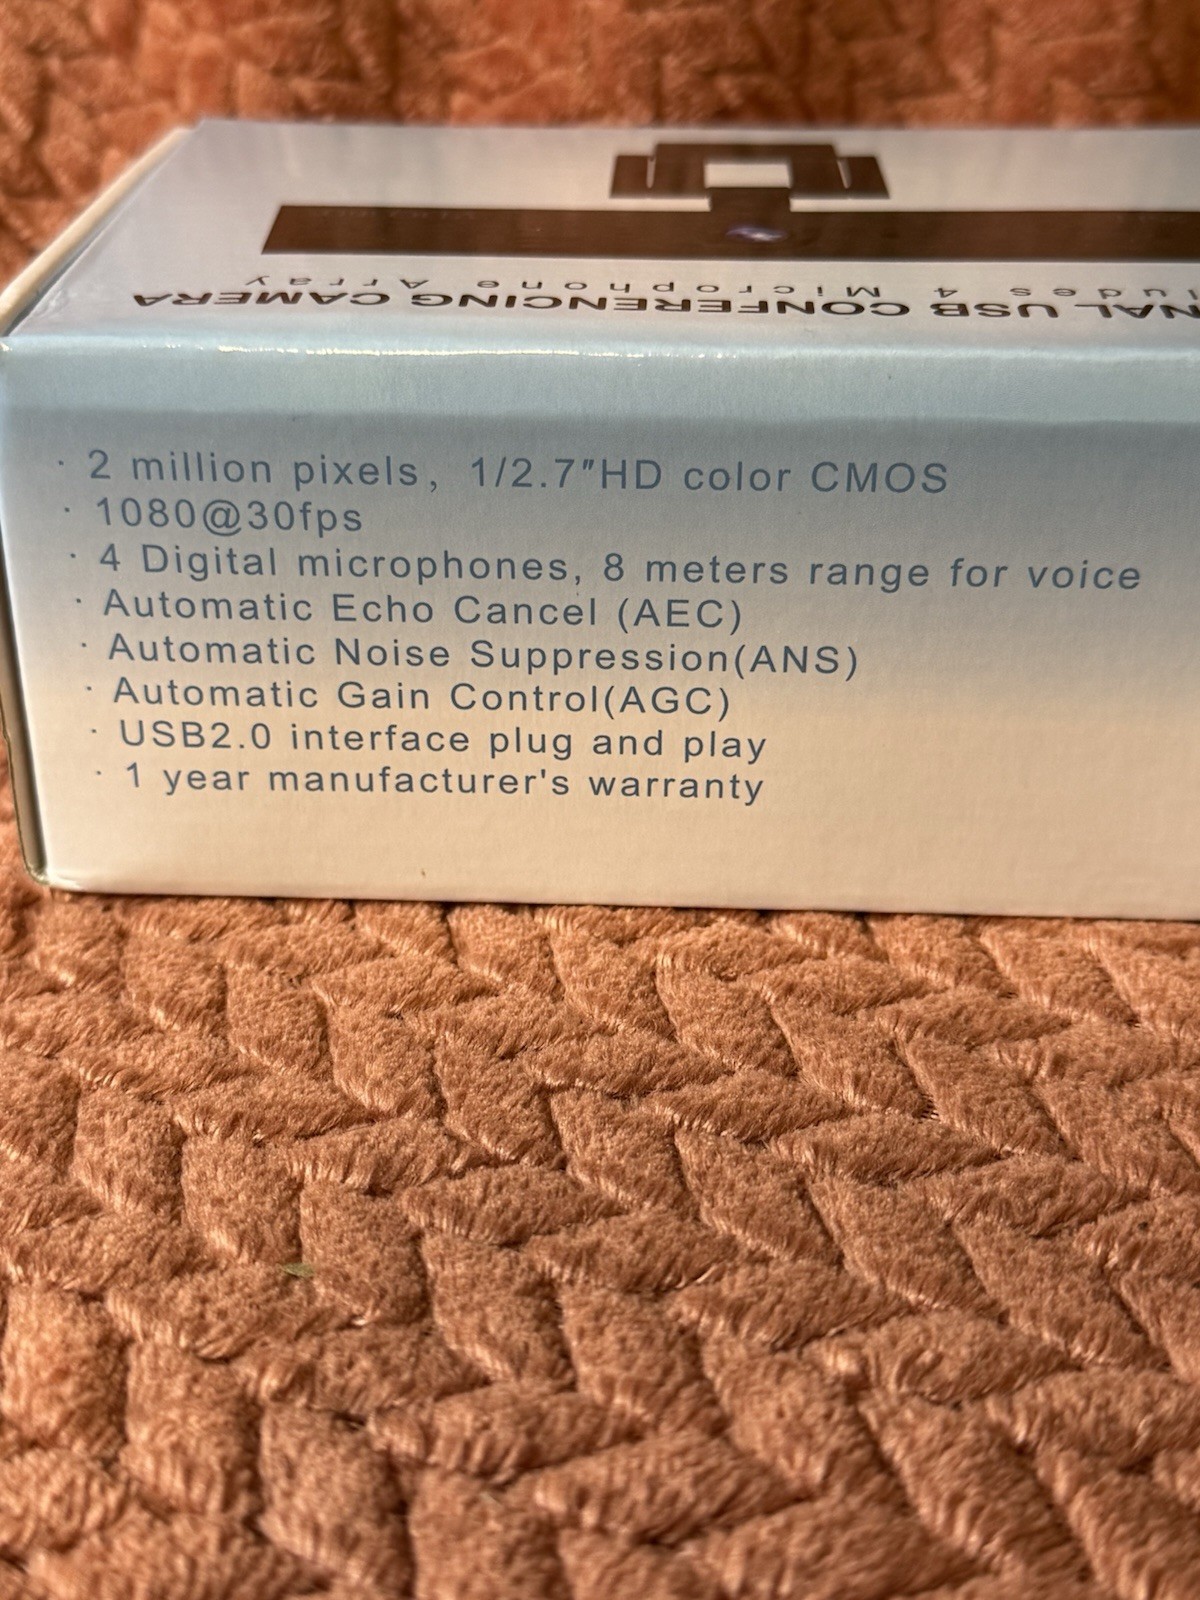 NAL USB CONFERENCING CAMERA
ludes 4 Microphone Array
· 2 million pixels, 1/2.7"HD color CMOS
· 1080@30fps
· 4 Digital microphones, 8 meters range for voice
· Automatic Echo Cancel (AEC)
· Automatic Noise Suppression(ANS)
· Automatic Gain Control(AGC)
· USB2.0 interface plug and play
· 1 year manufacturer's warranty